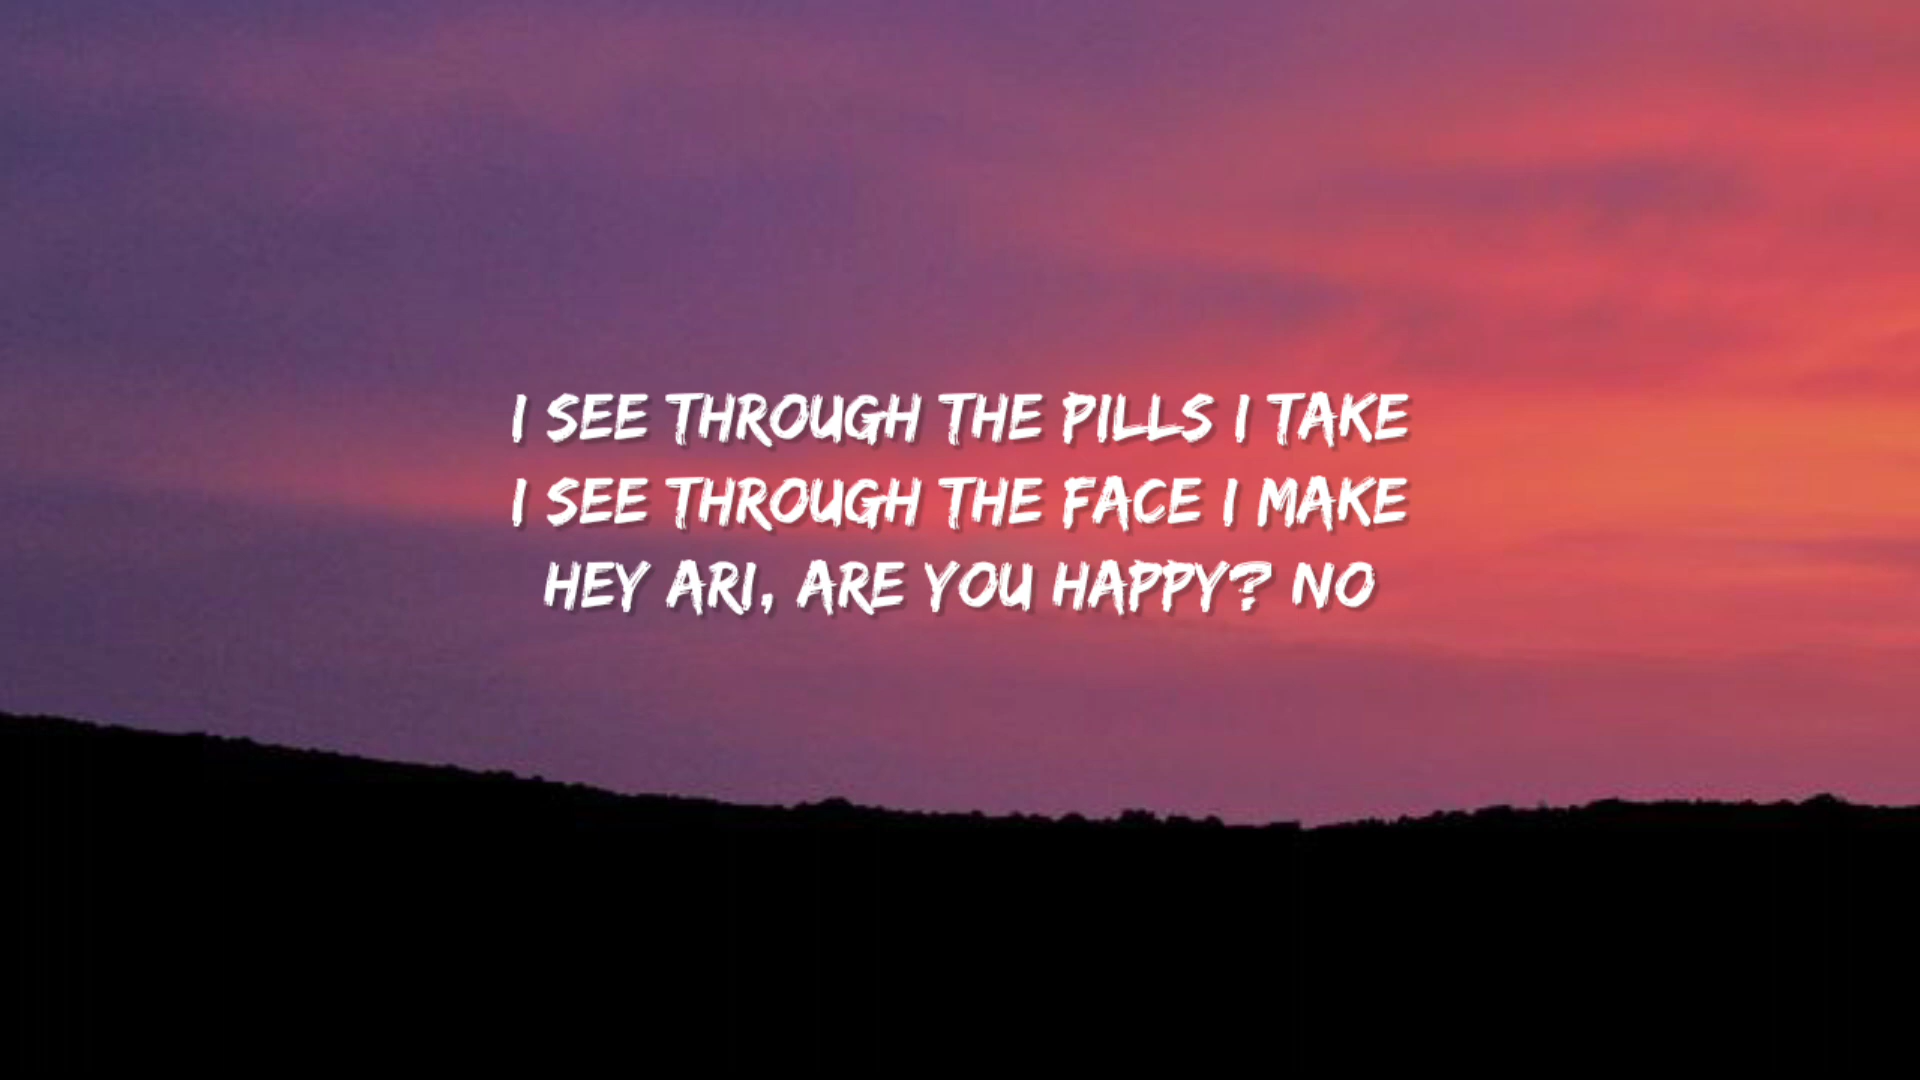 I SEE THROUGH THE PILLS I TAKE
I SEE THROUGH THE FACE I MAKE
HEY ARI, ARE YOU HAPPY? NO